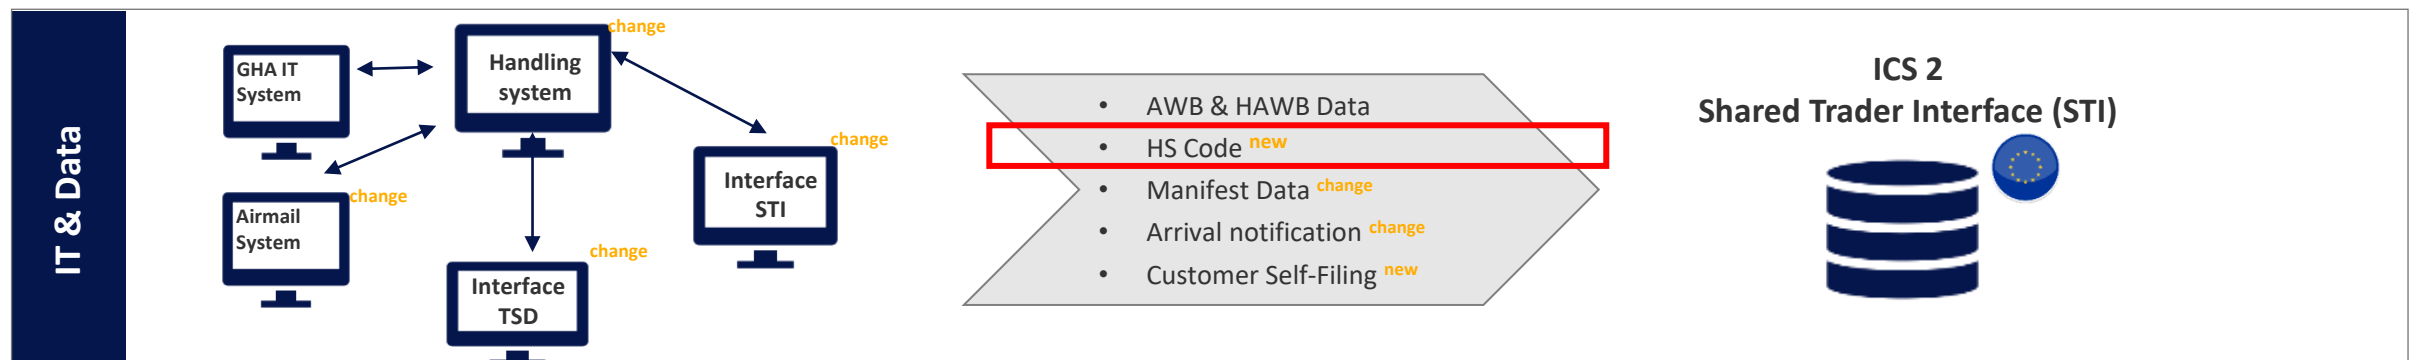 IT & Data
GHA IT
System
Handling
system
change
Airmail
System
change
Interface
TSD
change
Interface
STI
change
• AWB & HAWB Data
• HS Code new
• Manifest Data change
• Arrival notification change
• Customer Self-Filing new
ICS 2
Shared Trader Interface (STI)